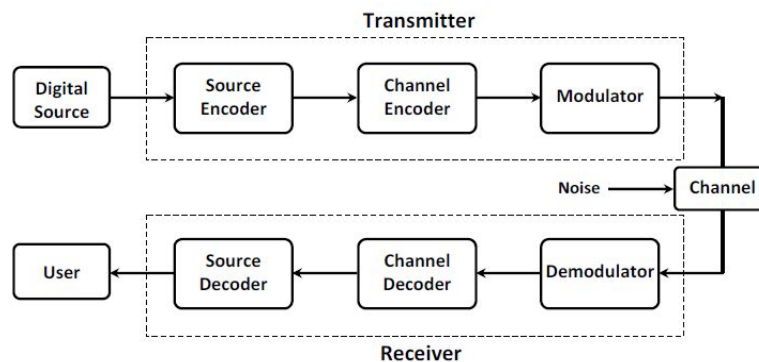 Transmitter
Digital
Source
Source
Encoder
Channel
Encoder
Modulator
Noise
Channel
User
Source
Decoder
Channel
Decoder
Demodulator
Receiver